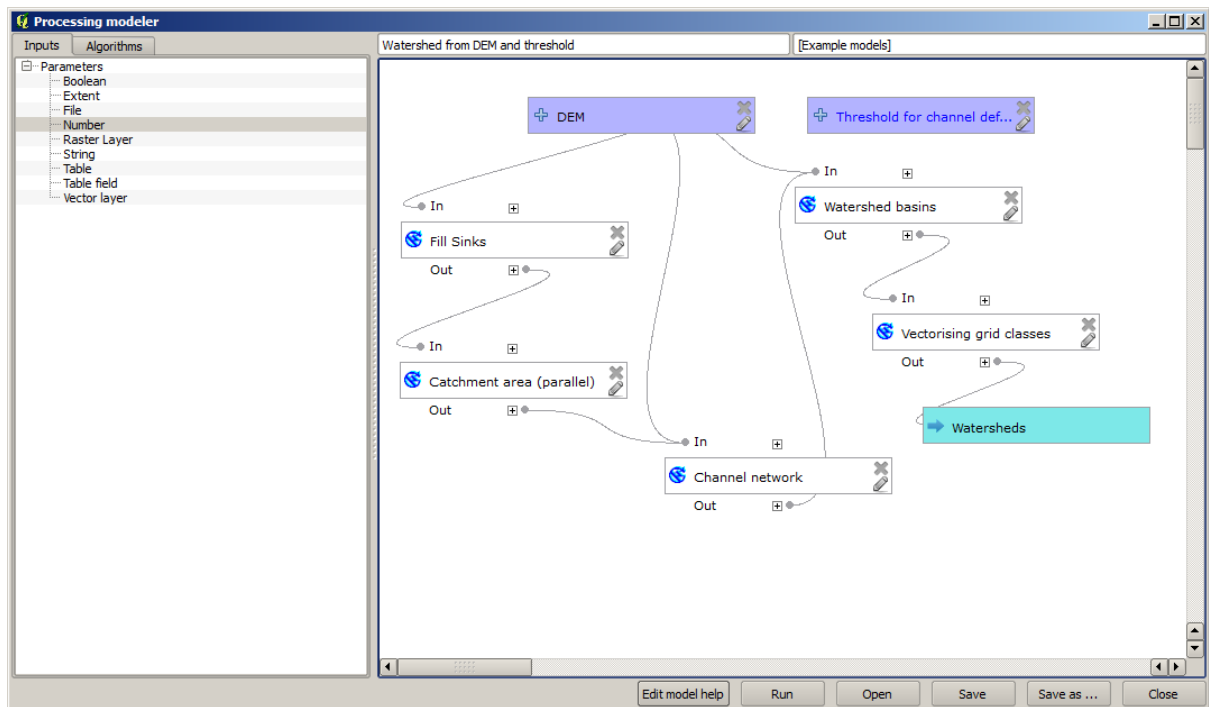 Processing modeler
Inputs
Algorithms
Parameters
Boolean
Extent
File
Number
Raster Layer
String
Table
Table field
Vector layer
Watershed from DEM and threshold
[Example models]
DEM
Threshold for channel def...
In
Watershed basins
Out
In
Fill Sinks
Out
In
Vectorising grid classes
Out
In
Catchment area (parallel)
Out
Watersheds
In
Channel network
Out
Edit model help
Run
Open
Save
Save as ...
Close